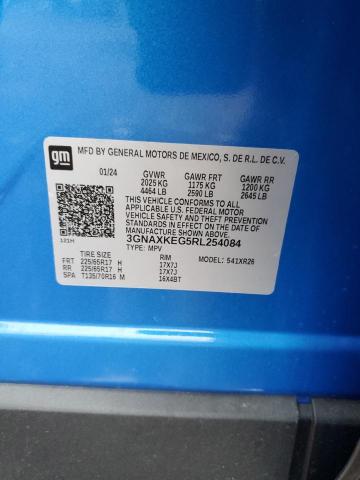 gm MFD BY GENERAL MOTORS DE MEXICO, S. DE R.L. DE C.V.
01/24 GVWR GAWR FRT GAWR RR
2025 KG 1175 KG 1200 KG
4464 LB 2590 LB 2645 LB
THIS VEHICLE CONFORMS TO ALL
APPLICABLE U.S. FEDERAL MOTOR
VEHICLE SAFETY, BUMPER, AND THEFT
PREVENTION STANDARDS IN EFFECT ON
THE DATE OF MANUFACTURE SHOWN ABOVE.
121H 3GNAXKEG5RL254084
TYPE: MPV
TIRE SIZE RIM MODEL: 541XR26
FRT 225/65R17 H 17X7J
RR 225/65R17 H 17X7J
SPA T135/70R16 M 16X4BT